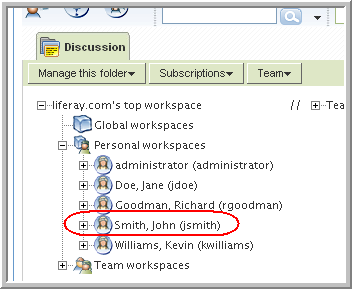 Discussion
Manage this folder Subscriptions Team
liferay.com's top workspace // Tea
Global workspaces
Personal workspaces
administrator (administrator)
Doe, Jane (jdoe)
Goodman, Richard (rgoodman)
Smith, John (jsmith)
Williams, Kevin (kwilliams)
Team workspaces